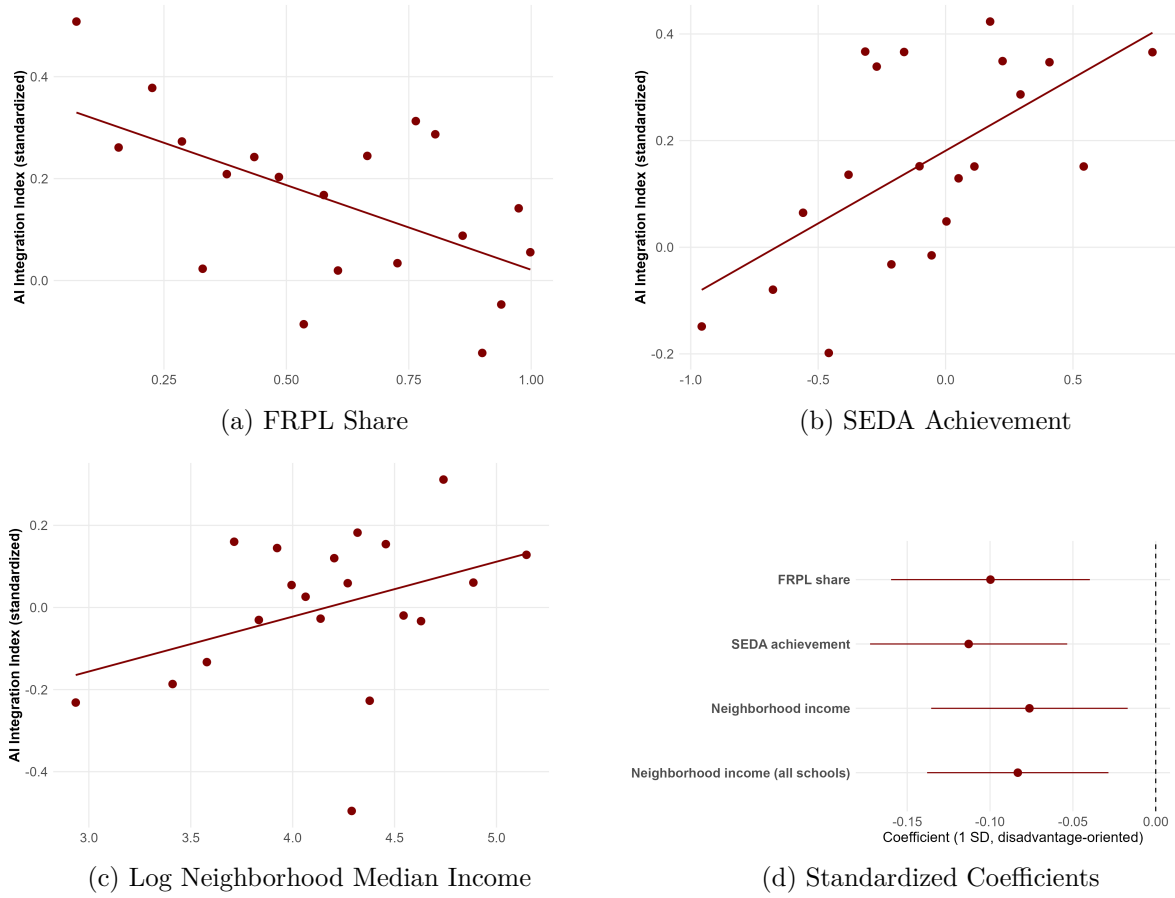 AI Integration Index (standardized)
0.4
0.2
0.0
0.25 0.50 0.75 1.00
(a) FRPL Share
AI Integration Index (standardized)
0.4
0.2
0.0
-0.2
-1.0 -0.5 0.0 0.5
(b) SEDA Achievement
AI Integration Index (standardized)
0.2
0.0
-0.2
-0.4
3.0 3.5 4.0 4.5 5.0
(c) Log Neighborhood Median Income
FRPL share
SEDA achievement
Neighborhood income
Neighborhood income (all schools)
-0.15 -0.10 -0.05 0.00
Coefficient (1 SD, disadvantage-oriented)
(d) Standardized Coefficients